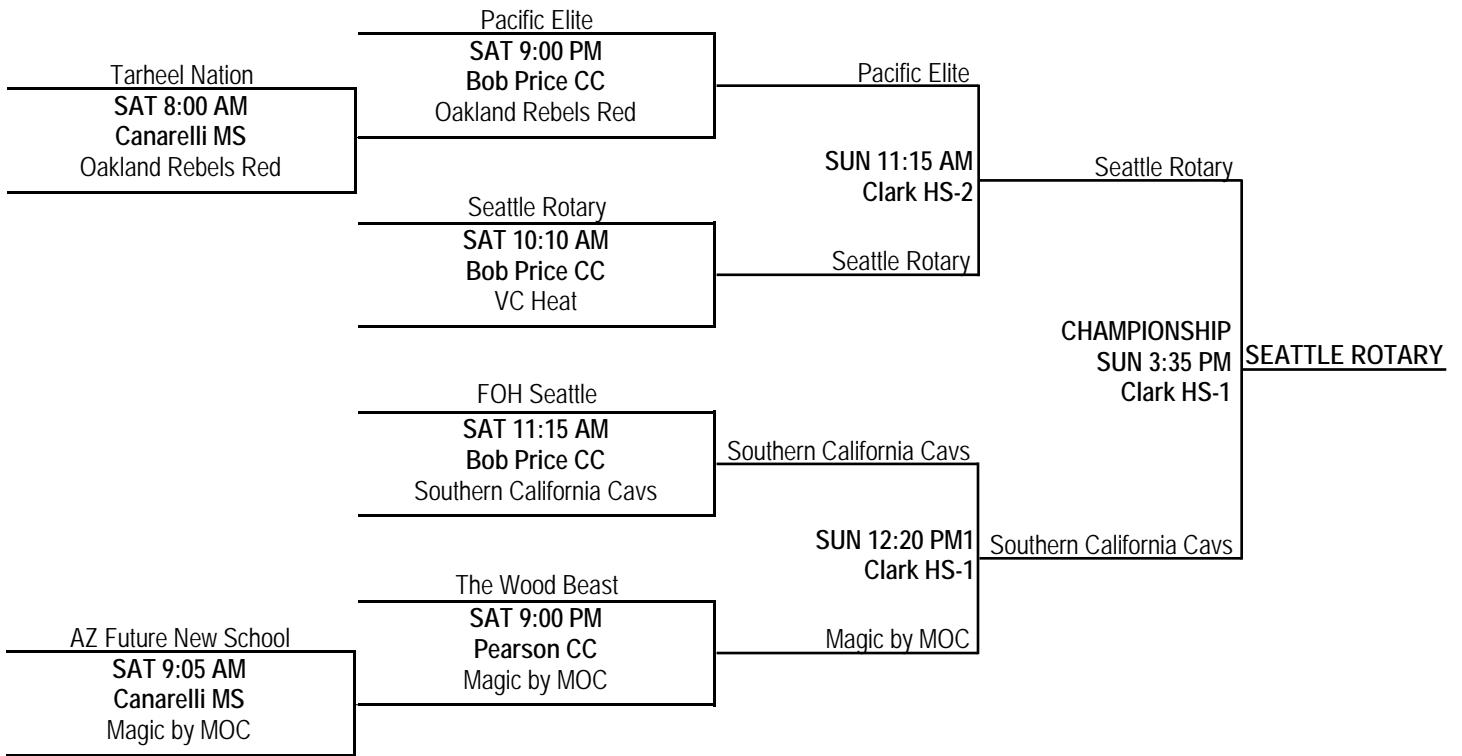 Pacific Elite
SAT 9:00 PM
Bob Price CC
Oakland Rebels Red
Tarheel Nation
SAT 8:00 AM
Canarelli MS
Oakland Rebels Red
Pacific Elite
SUN 11:15 AM
Clark HS-2
Seattle Rotary
Seattle Rotary
SAT 10:10 AM
Bob Price CC
VC Heat
Seattle Rotary
CHAMPIONSHIP
SUN 3:35 PM
Clark HS-1
SEATTLE ROTARY
FOH Seattle
SAT 11:15 AM
Bob Price CC
Southern California Cavs
Southern California Cavs
SUN 12:20 PM1
Clark HS-1
Southern California Cavs
The Wood Beast
SAT 9:00 PM
Pearson CC
Magic by MOC
Magic by MOC
AZ Future New School
SAT 9:05 AM
Canarelli MS
Magic by MOC